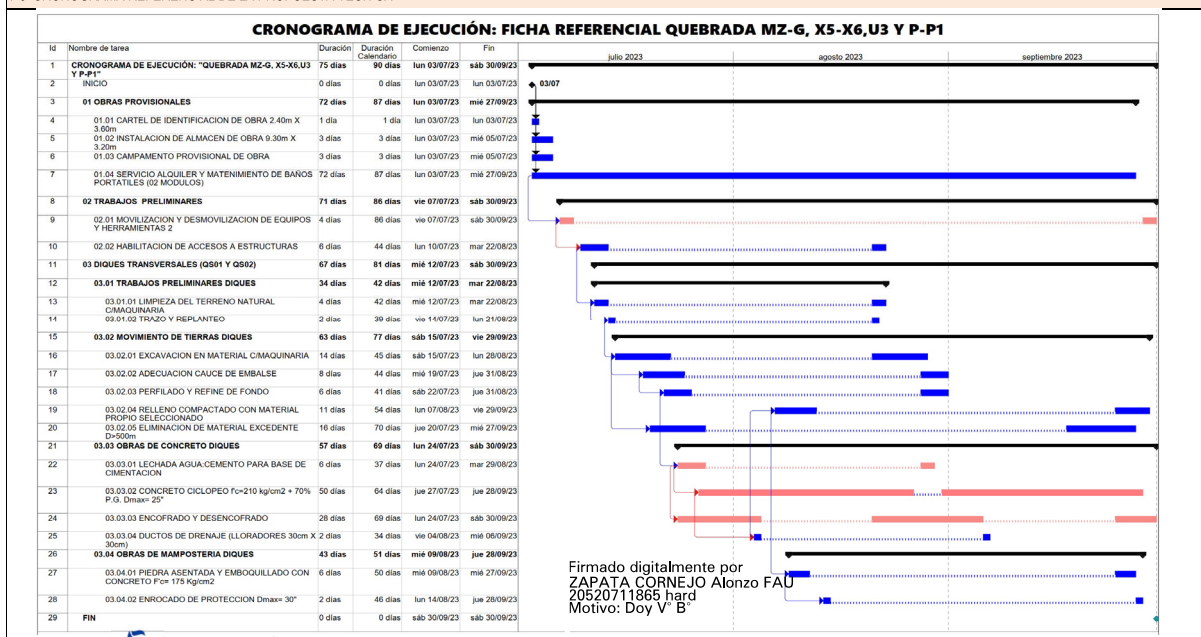 CRONOGRAMA DE EJECUCIÓN: FICHA REFERENCIAL QUEBRADA MZ-G, X5-X6,U3 Y P-P1
Id Nombre de tarea Duración Duración Calendario Comienzo Fin julio 2023 agosto 2023 septiembre 2023
1 CRONOGRAMA DE EJECUCIÓN: "QUEBRADA MZ-G, X5-X6,U3 75 días 90 días lun 03/07/23 sáb 30/09/23
Y P-P1"
2 INICIO 0 días 0 días lun 03/07/23 lun 03/07/23 03/07
3 01 OBRAS PROVISIONALES 72 días 87 días lun 03/07/23 mié 27/09/23
4 01.01 CARTEL DE IDENTIFICACION DE OBRA 2.40m X 1 día 1 día lun 03/07/23 lun 03/07/23
3.60m
5 01.02 INSTALACION DE ALMACEN DE OBRA 9.30m X 3 días 3 días lun 03/07/23 mié 05/07/23
3.20m
6 01.03 CAMPAMENTO PROVISIONAL DE OBRA 3 días 3 días lun 03/07/23 mié 05/07/23
7 01.04 SERVICIO ALQUILER Y MATENIMIENTO DE BAÑOS 72 días 87 días lun 03/07/23 mié 27/09/23
PORTATILES (02 MODULOS)
8 02 TRABAJOS PRELIMINARES 71 días 86 días vie 07/07/23 sáb 30/09/23
9 02.01 MOVILIZACION Y DESMOVILIZACION DE EQUIPOS 4 días 86 días vie 07/07/23 sáb 30/09/23
Y HERRAMIENTAS 2
10 02.02 HABILITACION DE ACCESOS A ESTRUCTURAS 6 días 44 días lun 10/07/23 mar 22/08/23
11 03 DIQUES TRANSVERSALES (QS01 Y QS02) 67 días 81 días mié 12/07/23 sáb 30/09/23
12 03.01 TRABAJOS PRELIMINARES DIQUES 34 días 42 días mié 12/07/23 mar 22/08/23
13 03.01.01 LIMPIEZA DEL TERRENO NATURAL 4 días 42 días mié 12/07/23 mar 22/08/23
C/MAQUINARIA
14 03.01.02 TRAZO Y REPLANTEO 2 días 39 días vie 14/07/23 lun 21/08/23
15 03.02 MOVIMIENTO DE TIERRAS DIQUES 63 días 77 días sáb 15/07/23 vie 29/09/23
16 03.02.01 EXCAVACION EN MATERIAL C/MAQUINARIA 14 días 45 días sáb 15/07/23 lun 28/08/23
17 03.02.02 ADECUACION CAUCE DE EMBALSE 8 días 44 días mié 19/07/23 jue 31/08/23
18 03.02.03 PERFILADO Y REFINE DE FONDO 6 días 41 días sáb 22/07/23 jue 31/08/23
19 03.02.04 RELLENO COMPACTADO CON MATERIAL 11 días 54 días lun 07/08/23 vie 29/09/23
PROPIO SELECCIONADO
20 03.02.05 ELIMINACION DE MATERIAL EXCEDENTE 16 días 70 días jue 20/07/23 mié 27/09/23
D>500m
21 03.03 OBRAS DE CONCRETO DIQUES 57 días 69 días lun 24/07/23 sáb 30/09/23
22 03.03.01 LECHADA AGUA:CEMENTO PARA BASE DE 6 días 37 días lun 24/07/23 mar 29/08/23
CIMENTACION
23 03.03.02 CONCRETO CICLOPEO f'c=210 kg/cm2 + 70% 50 días 64 días jue 27/07/23 jue 28/09/23
P.G. Dmax= 25"
24 03.03.03 ENCOFRADO Y DESENCOFRADO 28 días 69 días lun 24/07/23 sáb 30/09/23
25 03.03.04 DUCTOS DE DRENAJE (LLORADORES 30cm X 2 días 34 días vie 04/08/23 mié 06/09/23
30cm)
26 03.04 OBRAS DE MAMPOSTERIA DIQUES 43 días 51 días mié 09/08/23 jue 28/09/23
27 03.04.01 PIEDRA ASENTADA Y EMBOQUILLADO CON 6 días 50 días mié 09/08/23 mié 27/09/23
CONCRETO F'c= 175 Kg/cm2
28 03.04.02 ENROCADO DE PROTECCION Dmax= 30" 2 días 46 días lun 14/08/23 jue 28/09/23
29 FIN 0 días 0 días sáb 30/09/23 sáb 30/09/23
Firmado digitalmente por
ZAPATA CORNEJO Alonzo FAU
20520711865 hard
Motivo: Doy V° B°